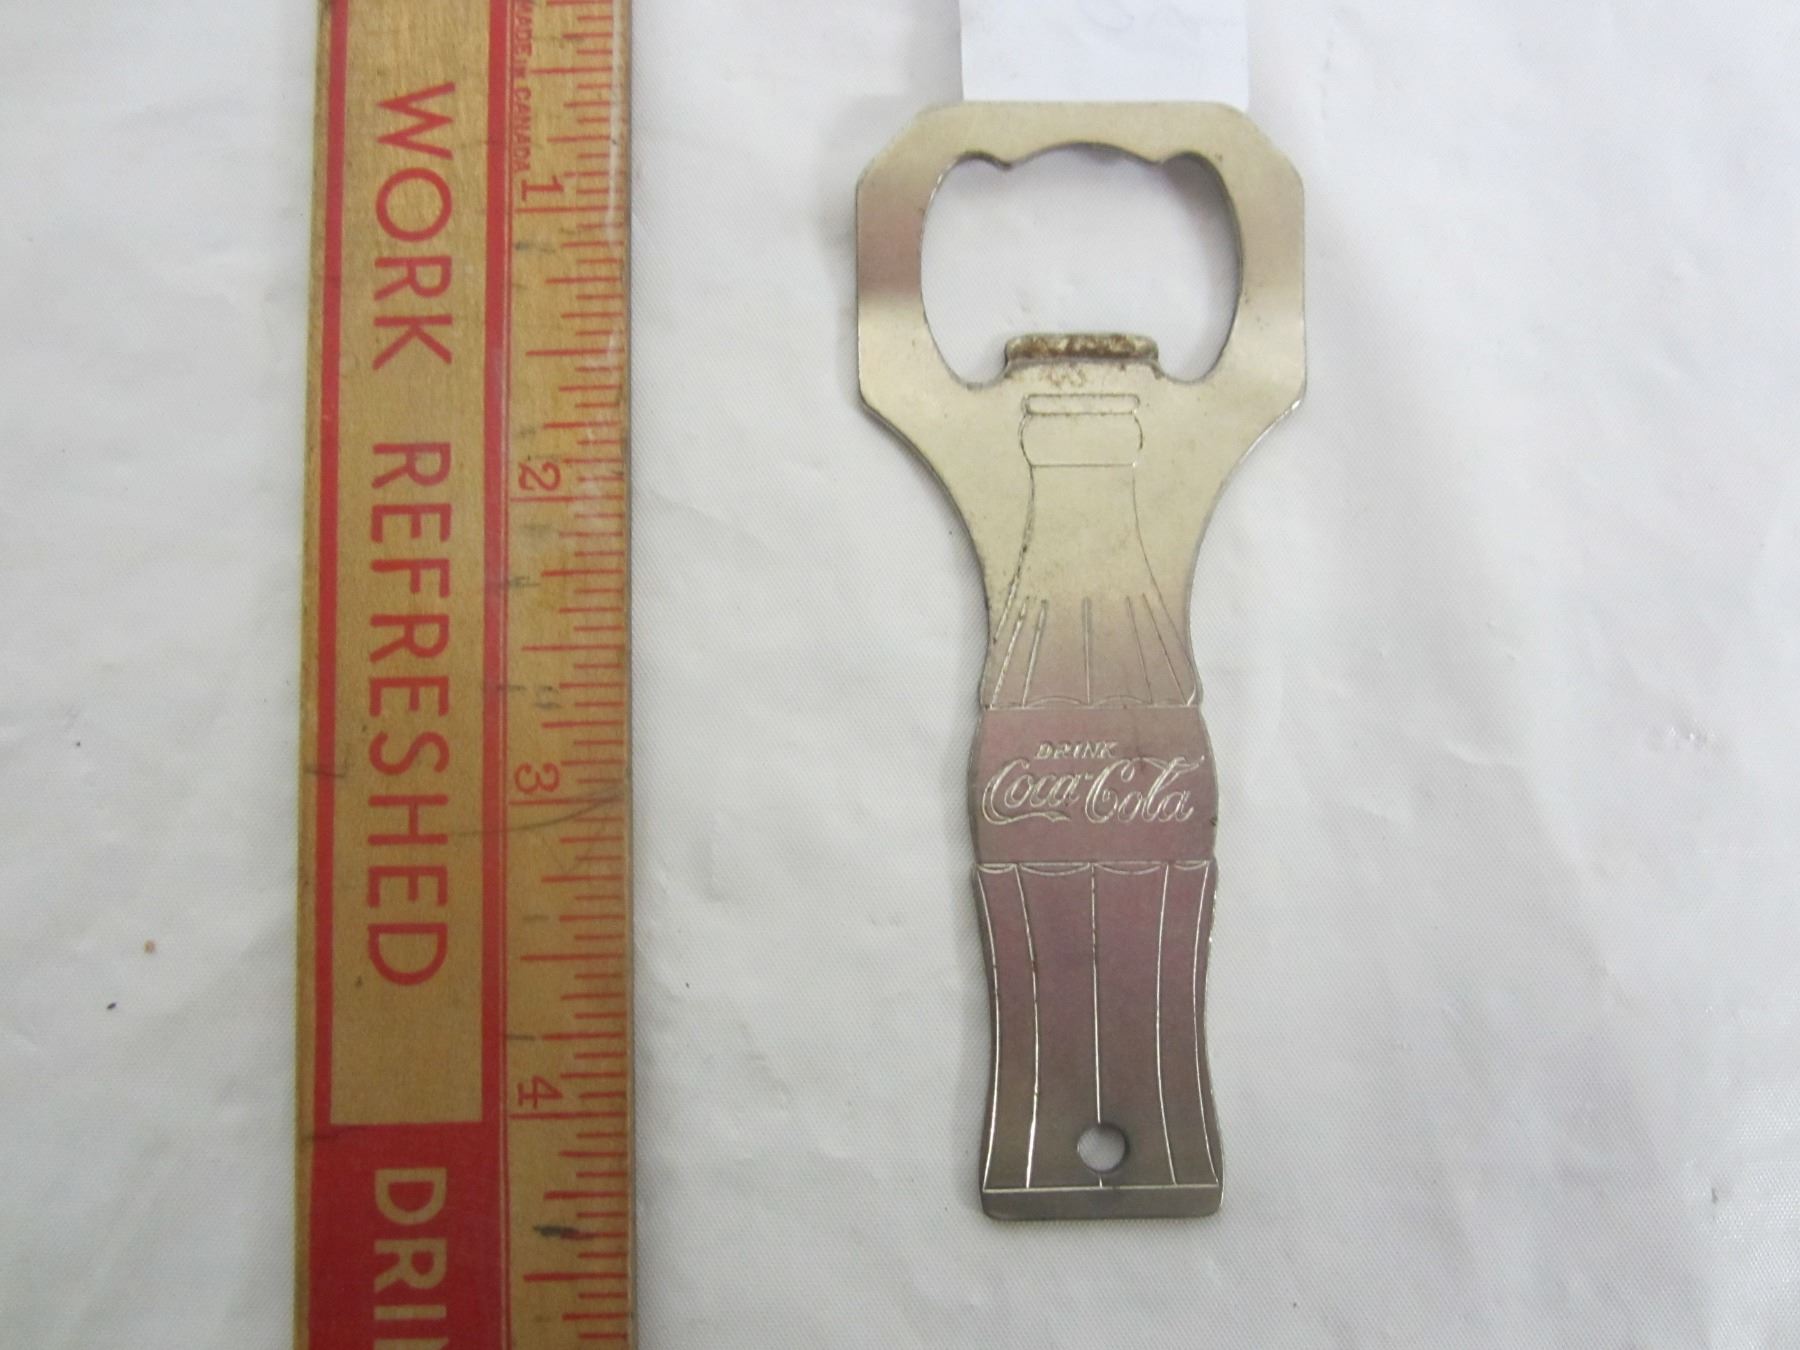 WORK REFRESHED
DRI
MADE IN CANADA
1
2
3
4
DRINK
Coca-Cola